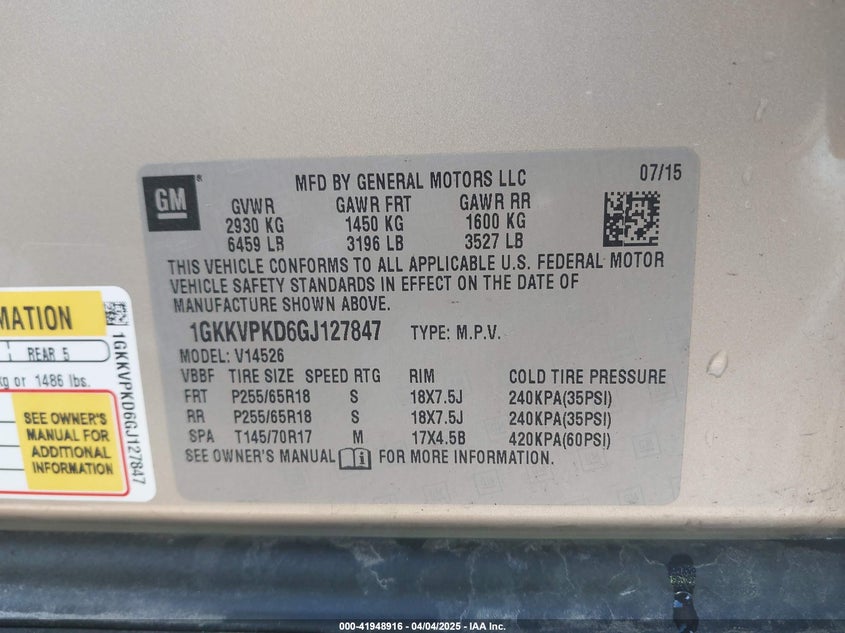 GM®
MFD BY GENERAL MOTORS LLC
07/15
GVWR GAWR FRT GAWR RR
2930 KG 1450 KG 1600 KG
6459 LB 3196 LB 3527 LB
THIS VEHICLE CONFORMS TO ALL APPLICABLE U.S. FEDERAL MOTOR
VEHICLE SAFETY STANDARDS IN EFFECT ON THE DATE OF
MANUFACTURE SHOWN ABOVE.
1GKKVPKD6GJ127847 TYPE: M.P.V.
MODEL: V14526
VBBF TIRE SIZE SPEED RTG RIM COLD TIRE PRESSURE
FRT P255/65R18 S 18X7.5J 240KPA(35PSI)
RR P255/65R18 S 18X7.5J 240KPA(35PSI)
SPA T145/70R17 M 17X4.5B 420KPA(60PSI)
SEE OWNER'S MANUAL FOR MORE INFORMATION.
MATION
REAR 5
kg or 1486 lbs.
SEE OWNER'S
MANUAL FOR
ADDITIONAL
INFORMATION
1GKKVPKD6GJ127847
000-41948916 - 04/04/2025 - IAA Inc.